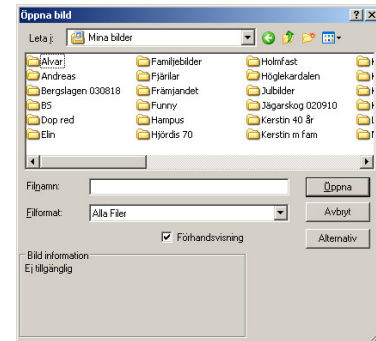 Öppna bild
Leta i: Mina bilder
Alvar Familjebilder Holmfast
Andreas Fjärilar Höglekardalen
Bergslagen 030818 Främjandet Julbilder
BS Funny Jägarskog 020910
Dop red Hampus Kerstin 40 år
Elin Hjördis 70 Kerstin m fam
Filnamn: Öppna
Filformat: Alla Filer Avbryt
Förhandsvisning Alternativ
Bild information
Ej tillgänglig